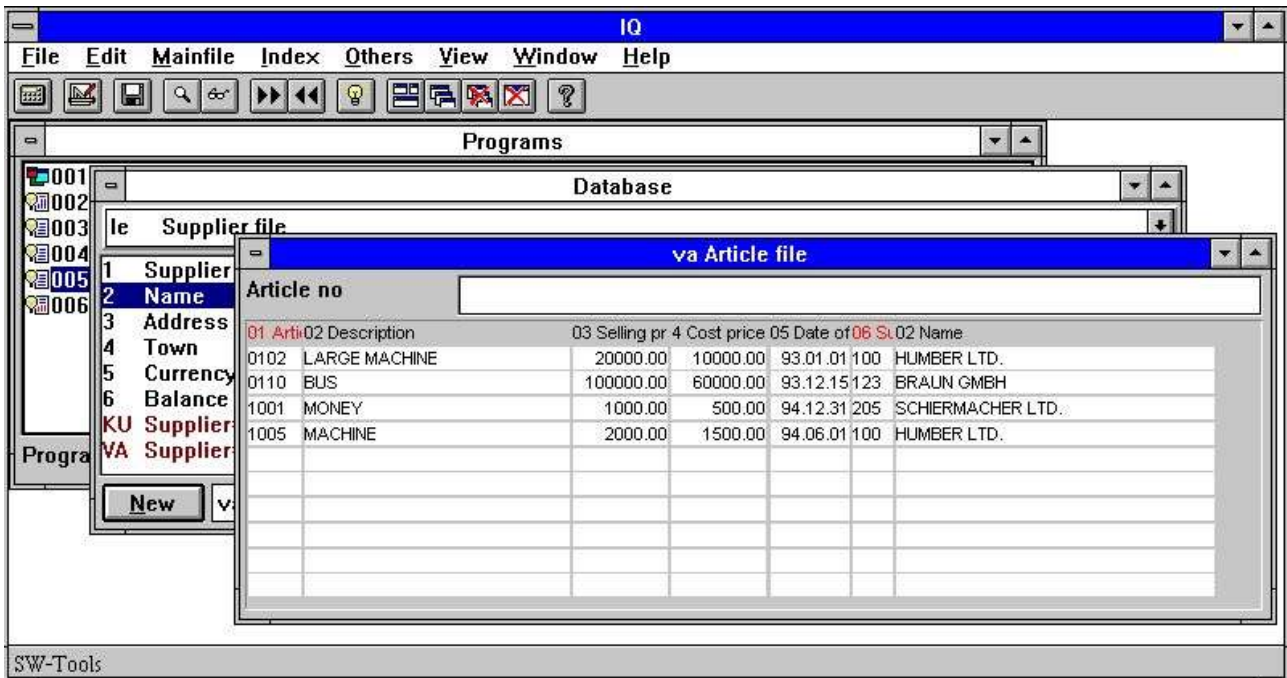 IQ
File Edit Mainfile Index Others View Window Help
Programs
001
002
003
004
005
006
Progra
Database
le Supplier file
1 Supplier
2 Name
3 Address
4 Town
5 Currency
6 Balance
KU Supplier
VA Supplier
New
va Article file
Article no
01 Arti 02 Description 03 Selling pr 4 Cost price 05 Date of 06 Su 02 Name
0102 LARGE MACHINE 20000.00 10000.00 93.01.01 100 HUMBER LTD.
0110 BUS 100000.00 60000.00 93.12.15 123 BRAUN GMBH
1001 MONEY 1000.00 500.00 94.12.31 205 SCHIERMACHER LTD.
1005 MACHINE 2000.00 1500.00 94.06.01 100 HUMBER LTD.
SW-Tools